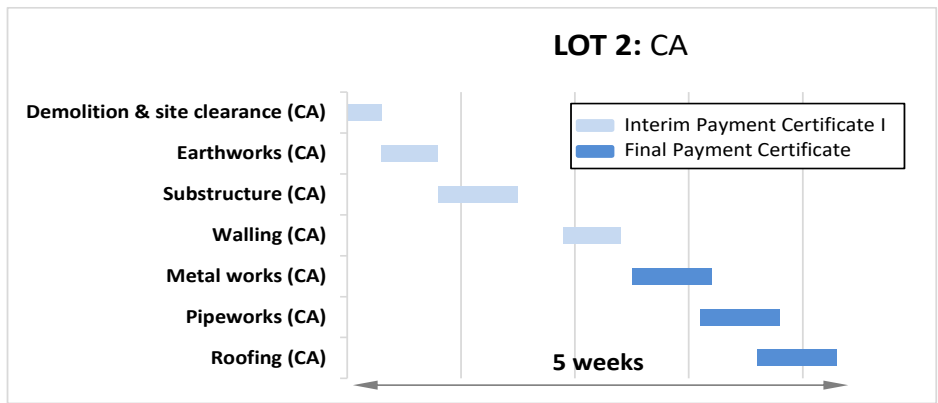 LOT 2: CA
Demolition & site clearance (CA)
Interim Payment Certificate I
Final Payment Certificate
Earthworks (CA)
Substructure (CA)
Walling (CA)
Metal works (CA)
Pipeworks (CA)
Roofing (CA)
5 weeks